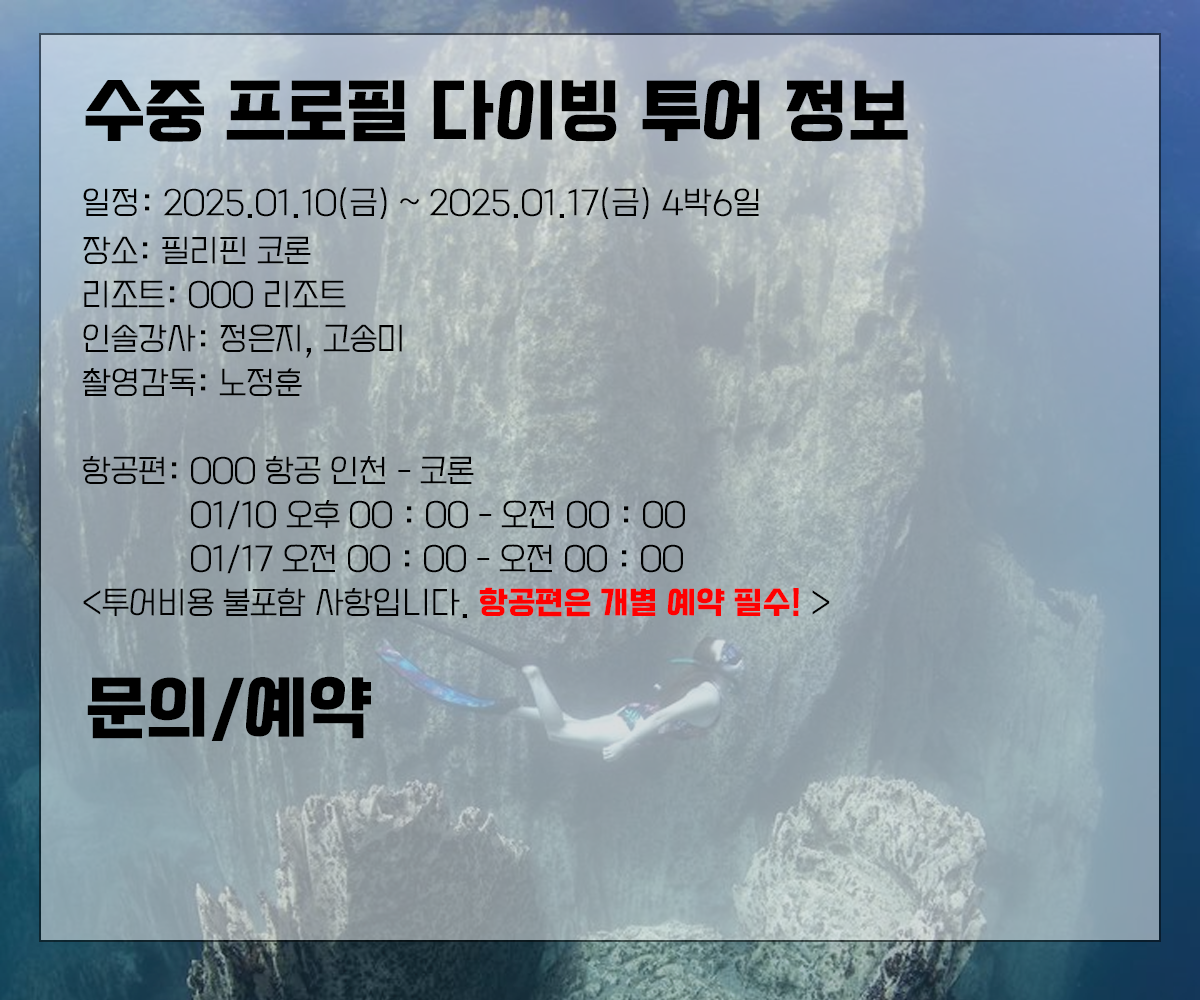 수중 프로필 다이빙 투어 정보
일정: 2025.01.10(금) ~ 2025.01.17(금) 4박6일
장소: 필리핀 코론
리조트: OOO 리조트
인솔강사: 정은지, 고송미
촬영감독: 노정훈
항공편: OOO 항공 인천 - 코론
01/10 오후 00 : 00 - 오전 00 : 00
01/17 오전 00 : 00 - 오전 00 : 00
<투어비용 불포함 사항입니다. 항공편은 개별 예약 필수! >
문의/예약